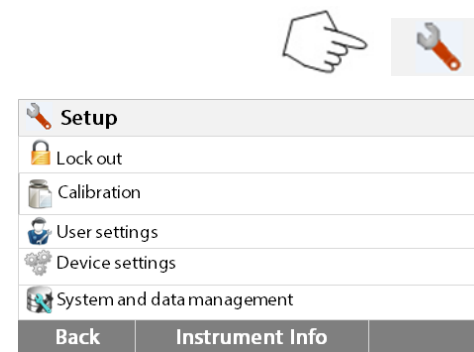 Setup
Lock out
Calibration
User settings
Device settings
System and data management
Back Instrument Info